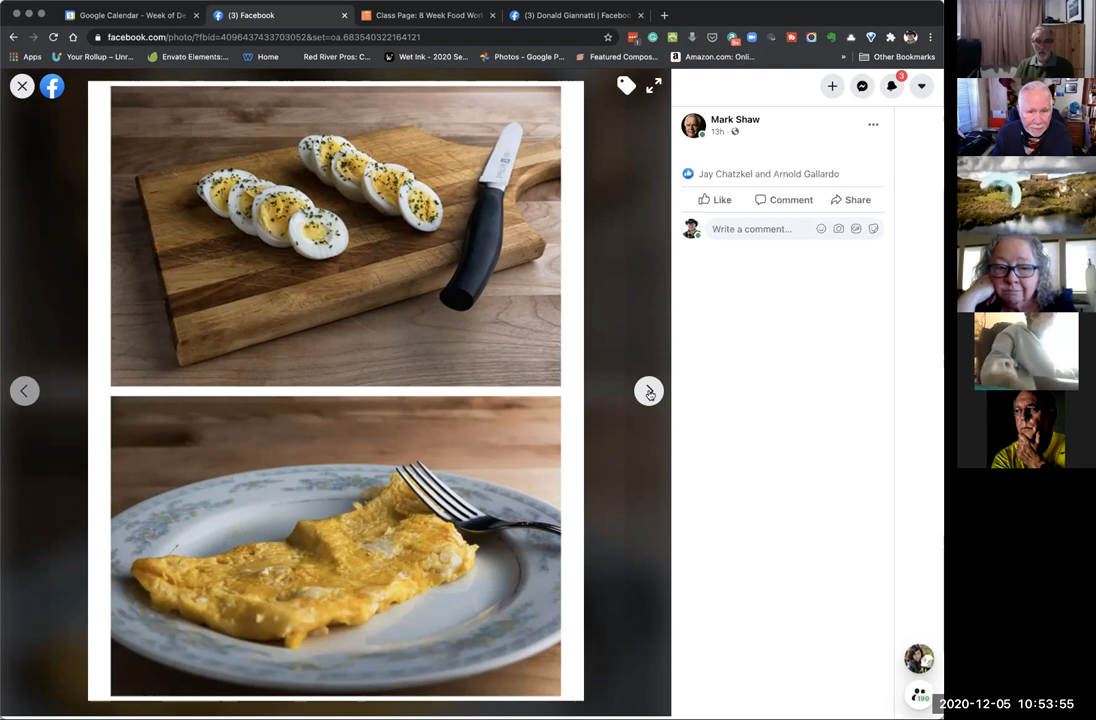 Google Calendar - Week of De
(3) Facebook
Class Page: 8 Week Food Wor
(3) Donald Giannatti | Faceboo
facebook.com/photo/?fbid=4096437433703052&set=oa.683540322164121
Apps
Your Rollup – Unr...
Envato Elements:...
Home
Red River Pros: C...
Wet Ink - 2020 Se...
Photos - Google P...
Featured Compos...
Amazon.com: Onli...
»
Other Bookmarks
3
Mark Shaw
13h ·
Jay Chatzkel and Arnold Gallardo
Like
Comment
Share
Write a comment...
GIF
190
2020-12-05 10:53:55